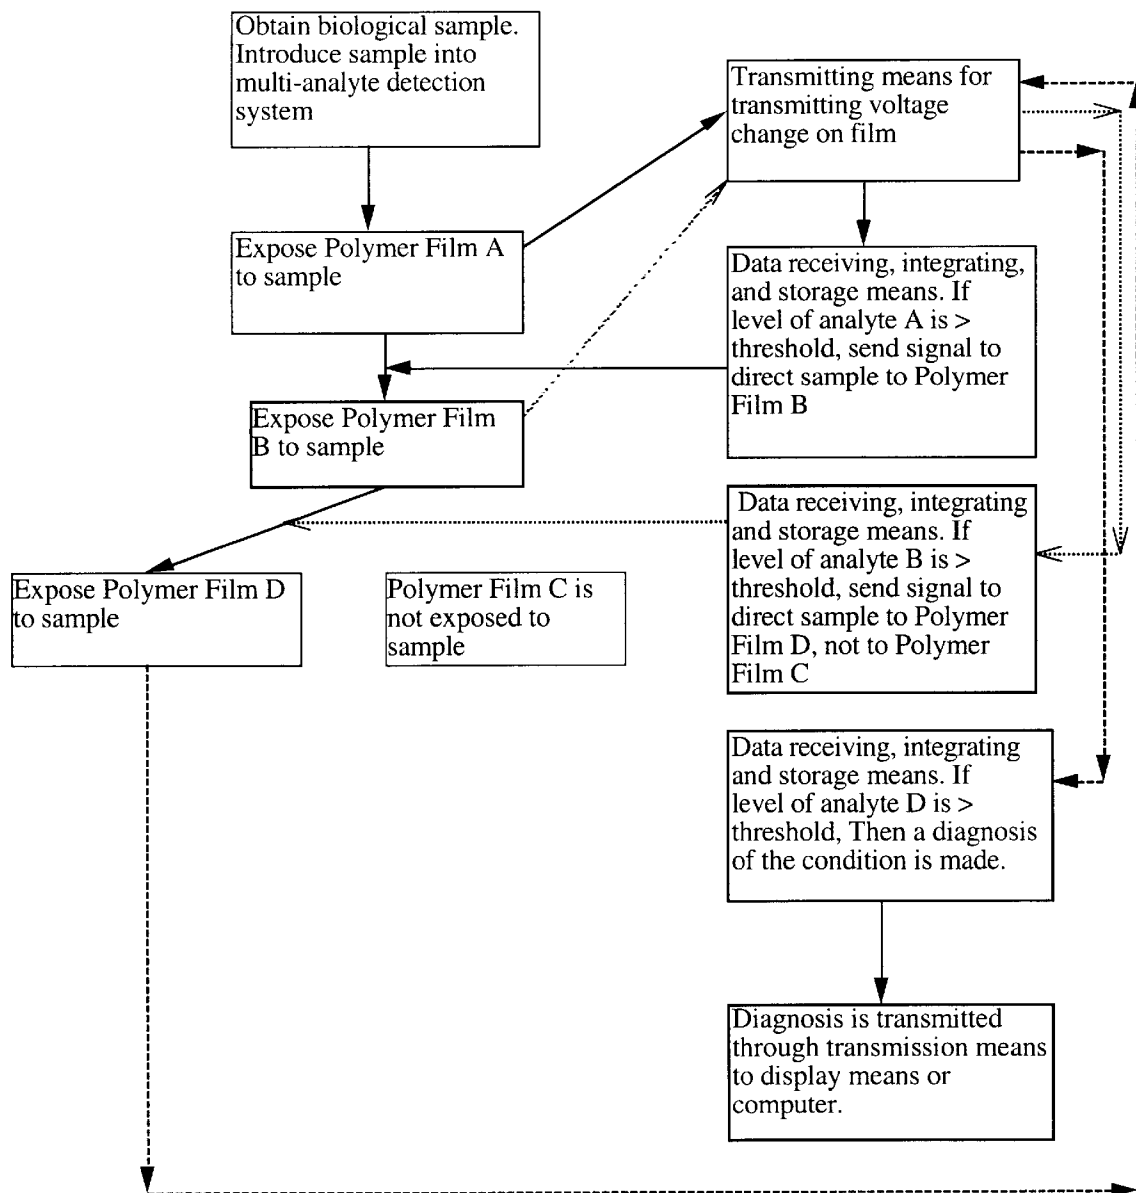 Obtain biological sample.
Introduce sample into
multi-analyte detection
system
Transmitting means for
transmitting voltage
change on film
Expose Polymer Film A
to sample
Data receiving, integrating,
and storage means. If
level of analyte A is >
threshold, send signal to
direct sample to Polymer
Film B
Expose Polymer Film
B to sample
Data receiving, integrating
and storage means. If
level of analyte B is >
threshold, send signal to
direct sample to Polymer
Film D, not to Polymer
Film C
Expose Polymer Film D
to sample
Polymer Film C is
not exposed to
sample
Data receiving, integrating
and storage means. If
level of analyte D is >
threshold, Then a diagnosis
of the condition is made.
Diagnosis is transmitted
through transmission means
to display means or
computer.